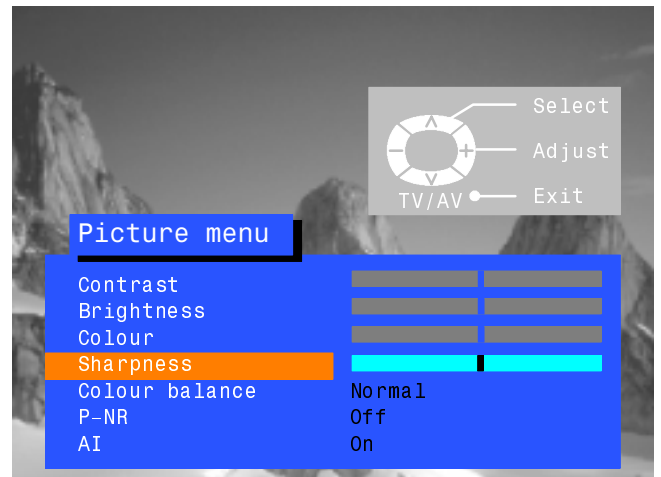 Select
Adjust
TV/AV Exit
Picture menu
Contrast
Brightness
Colour
Sharpness
Colour balance Normal
P-NR Off
AI On